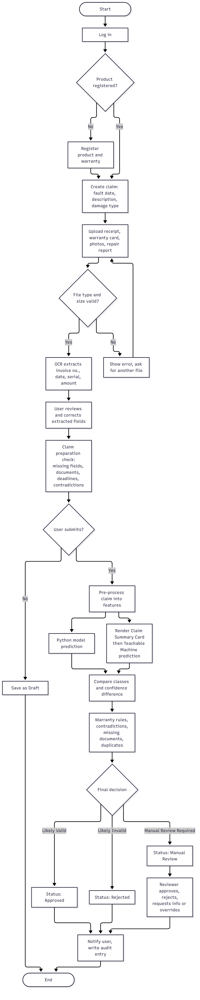 Start
Log in
Product
registered?
No
Yes
Register
product and
warranty
Create claim:
fault date,
description,
damage type
Upload receipt,
warranty card,
photos, repair
report
File type and
size valid?
Yes
No
OCR extracts
invoice no.,
date, serial,
amount
Show error, ask
for another file
User reviews
and corrects
extracted fields
Claim
preparation
check:
missing fields,
documents,
deadlines,
contradictions
User submits?
Yes
No
Pre-process
claim into
features
Python model
prediction
Render Claim
Summary Card
then Teachable
Machine
prediction
Compare classes
and confidence
difference
Save as Draft
Warranty rules,
contradictions,
missing
documents,
duplicates
Final decision
Likely Valid
Likely Invalid
Manual Review Required
Status: Manual
Review
Status:
Approved
Status: Rejected
Reviewer
approves,
rejects,
requests info or
overrides
Notify user,
write audit
entry
End